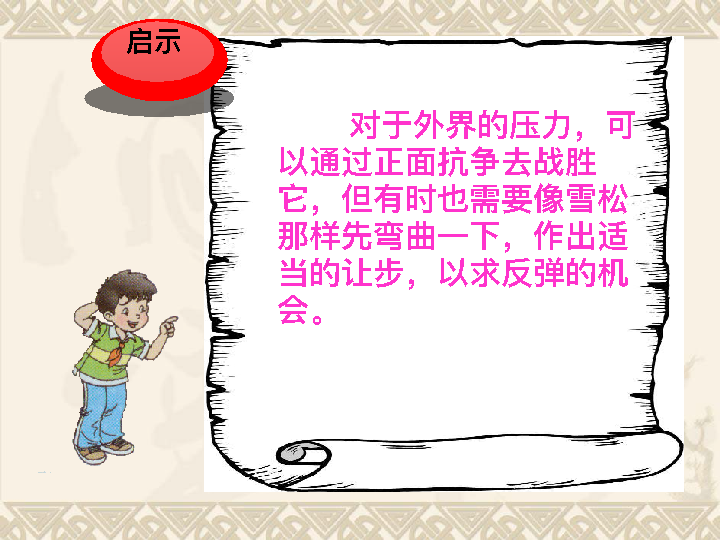 启示
对于外界的压力，可
以通过正面抗争去战胜
它，但有时也需要像雪松
那样先弯曲一下，作出适
当的让步，以求反弹的机
会。